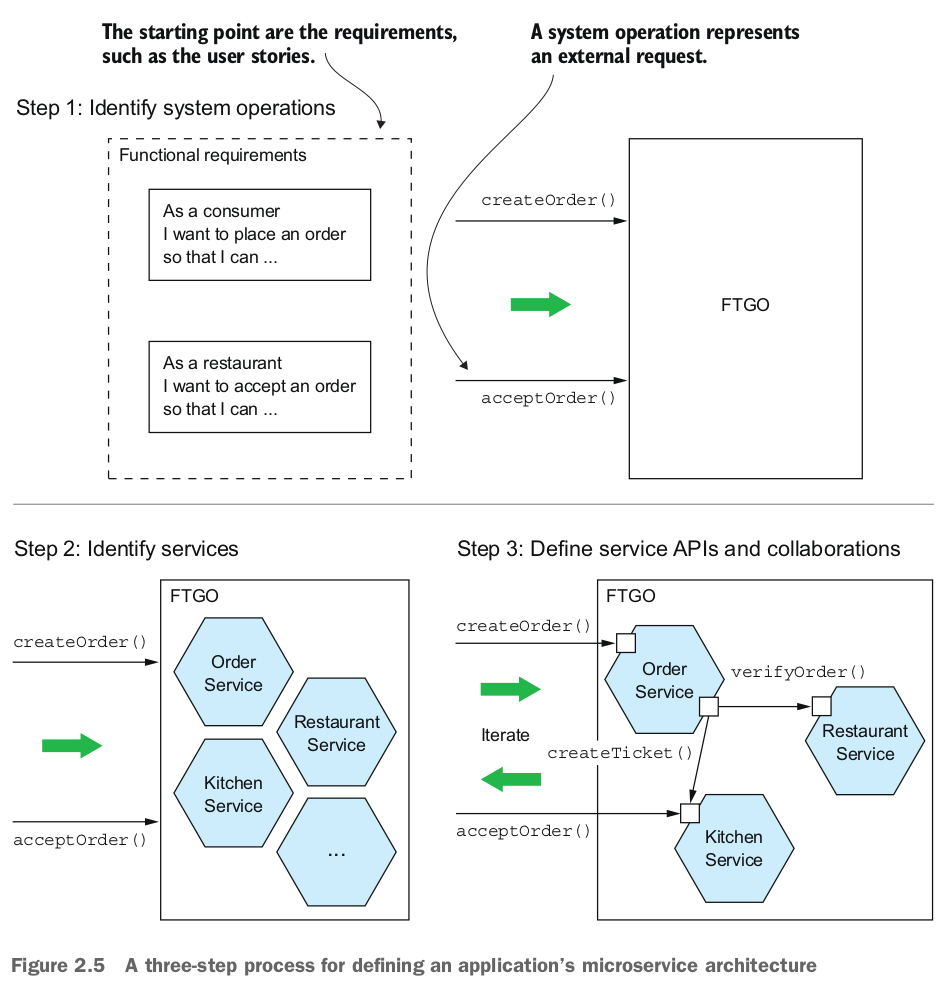 The starting point are the requirements,
such as the user stories.
A system operation represents
an external request.
Step 1: Identify system operations
Functional requirements
As a consumer
I want to place an order
so that I can ...
As a restaurant
I want to accept an order
so that I can ...
createOrder()
acceptOrder()
FTGO
Step 2: Identify services
FTGO
createOrder()
Order
Service
Restaurant
Service
Kitchen
Service
...
acceptOrder()
Step 3: Define service APIs and collaborations
FTGO
createOrder()
Order
Service
verifyOrder()
Restaurant
Service
Iterate
createTicket()
acceptOrder()
Kitchen
Service
Figure 2.5 A three-step process for defining an application’s microservice architecture